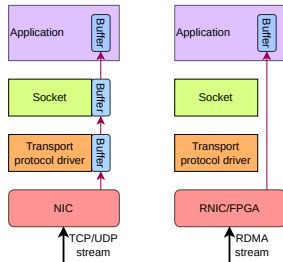 Application
Buffer
Socket
Buffer
Transport
protocol driver
Buffer
NIC
TCP/UDP
stream
Application
Buffer
Socket
Transport
protocol driver
RNIC/FPGA
RDMA
stream